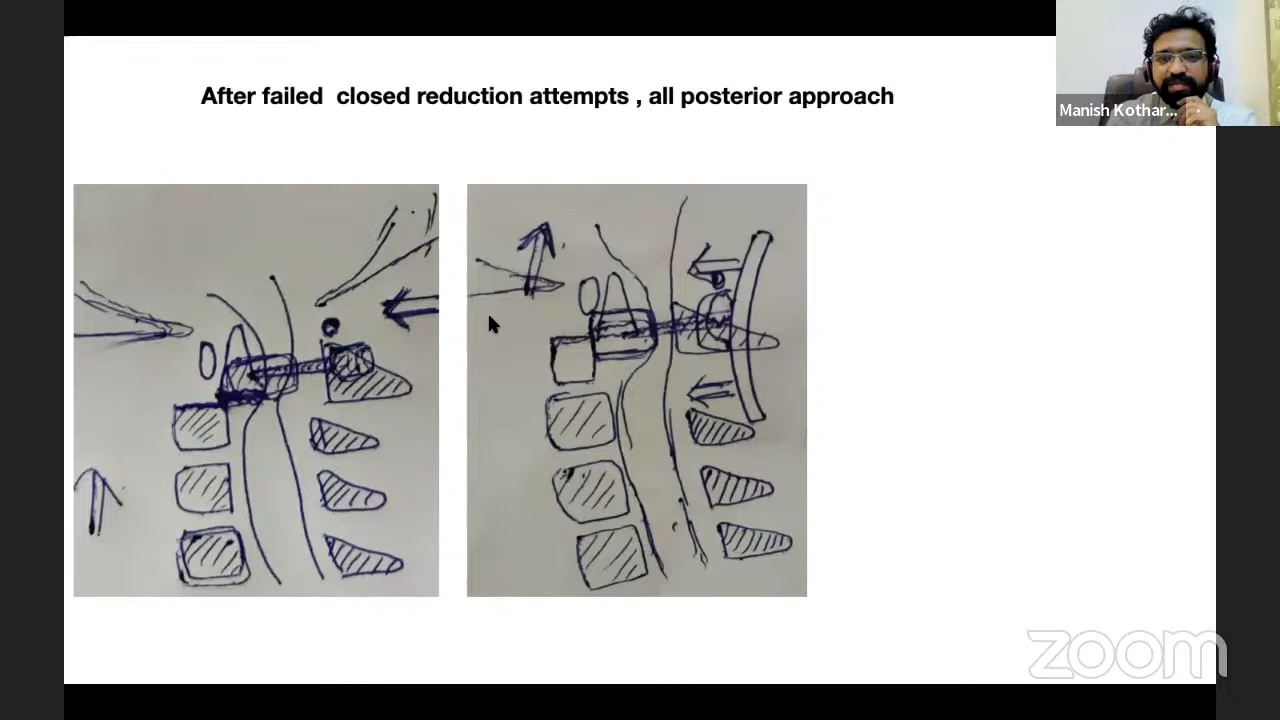 After failed closed reduction attempts , all posterior approach
Manish Kothar...
zoom